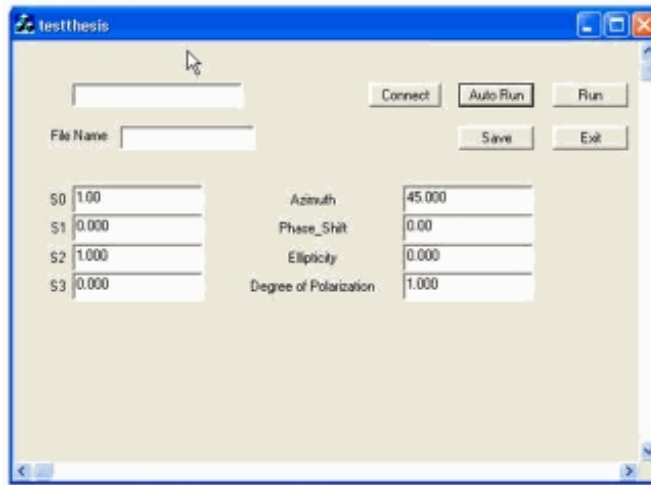 testthesis
Connect Auto Run Run
File Name Save Exit
S0 1.00 Azimuth 45.000
S1 0.000 Phase_Shift 0.00
S2 1.000 Ellipticity 0.000
S3 0.000 Degree of Polarization 1.000